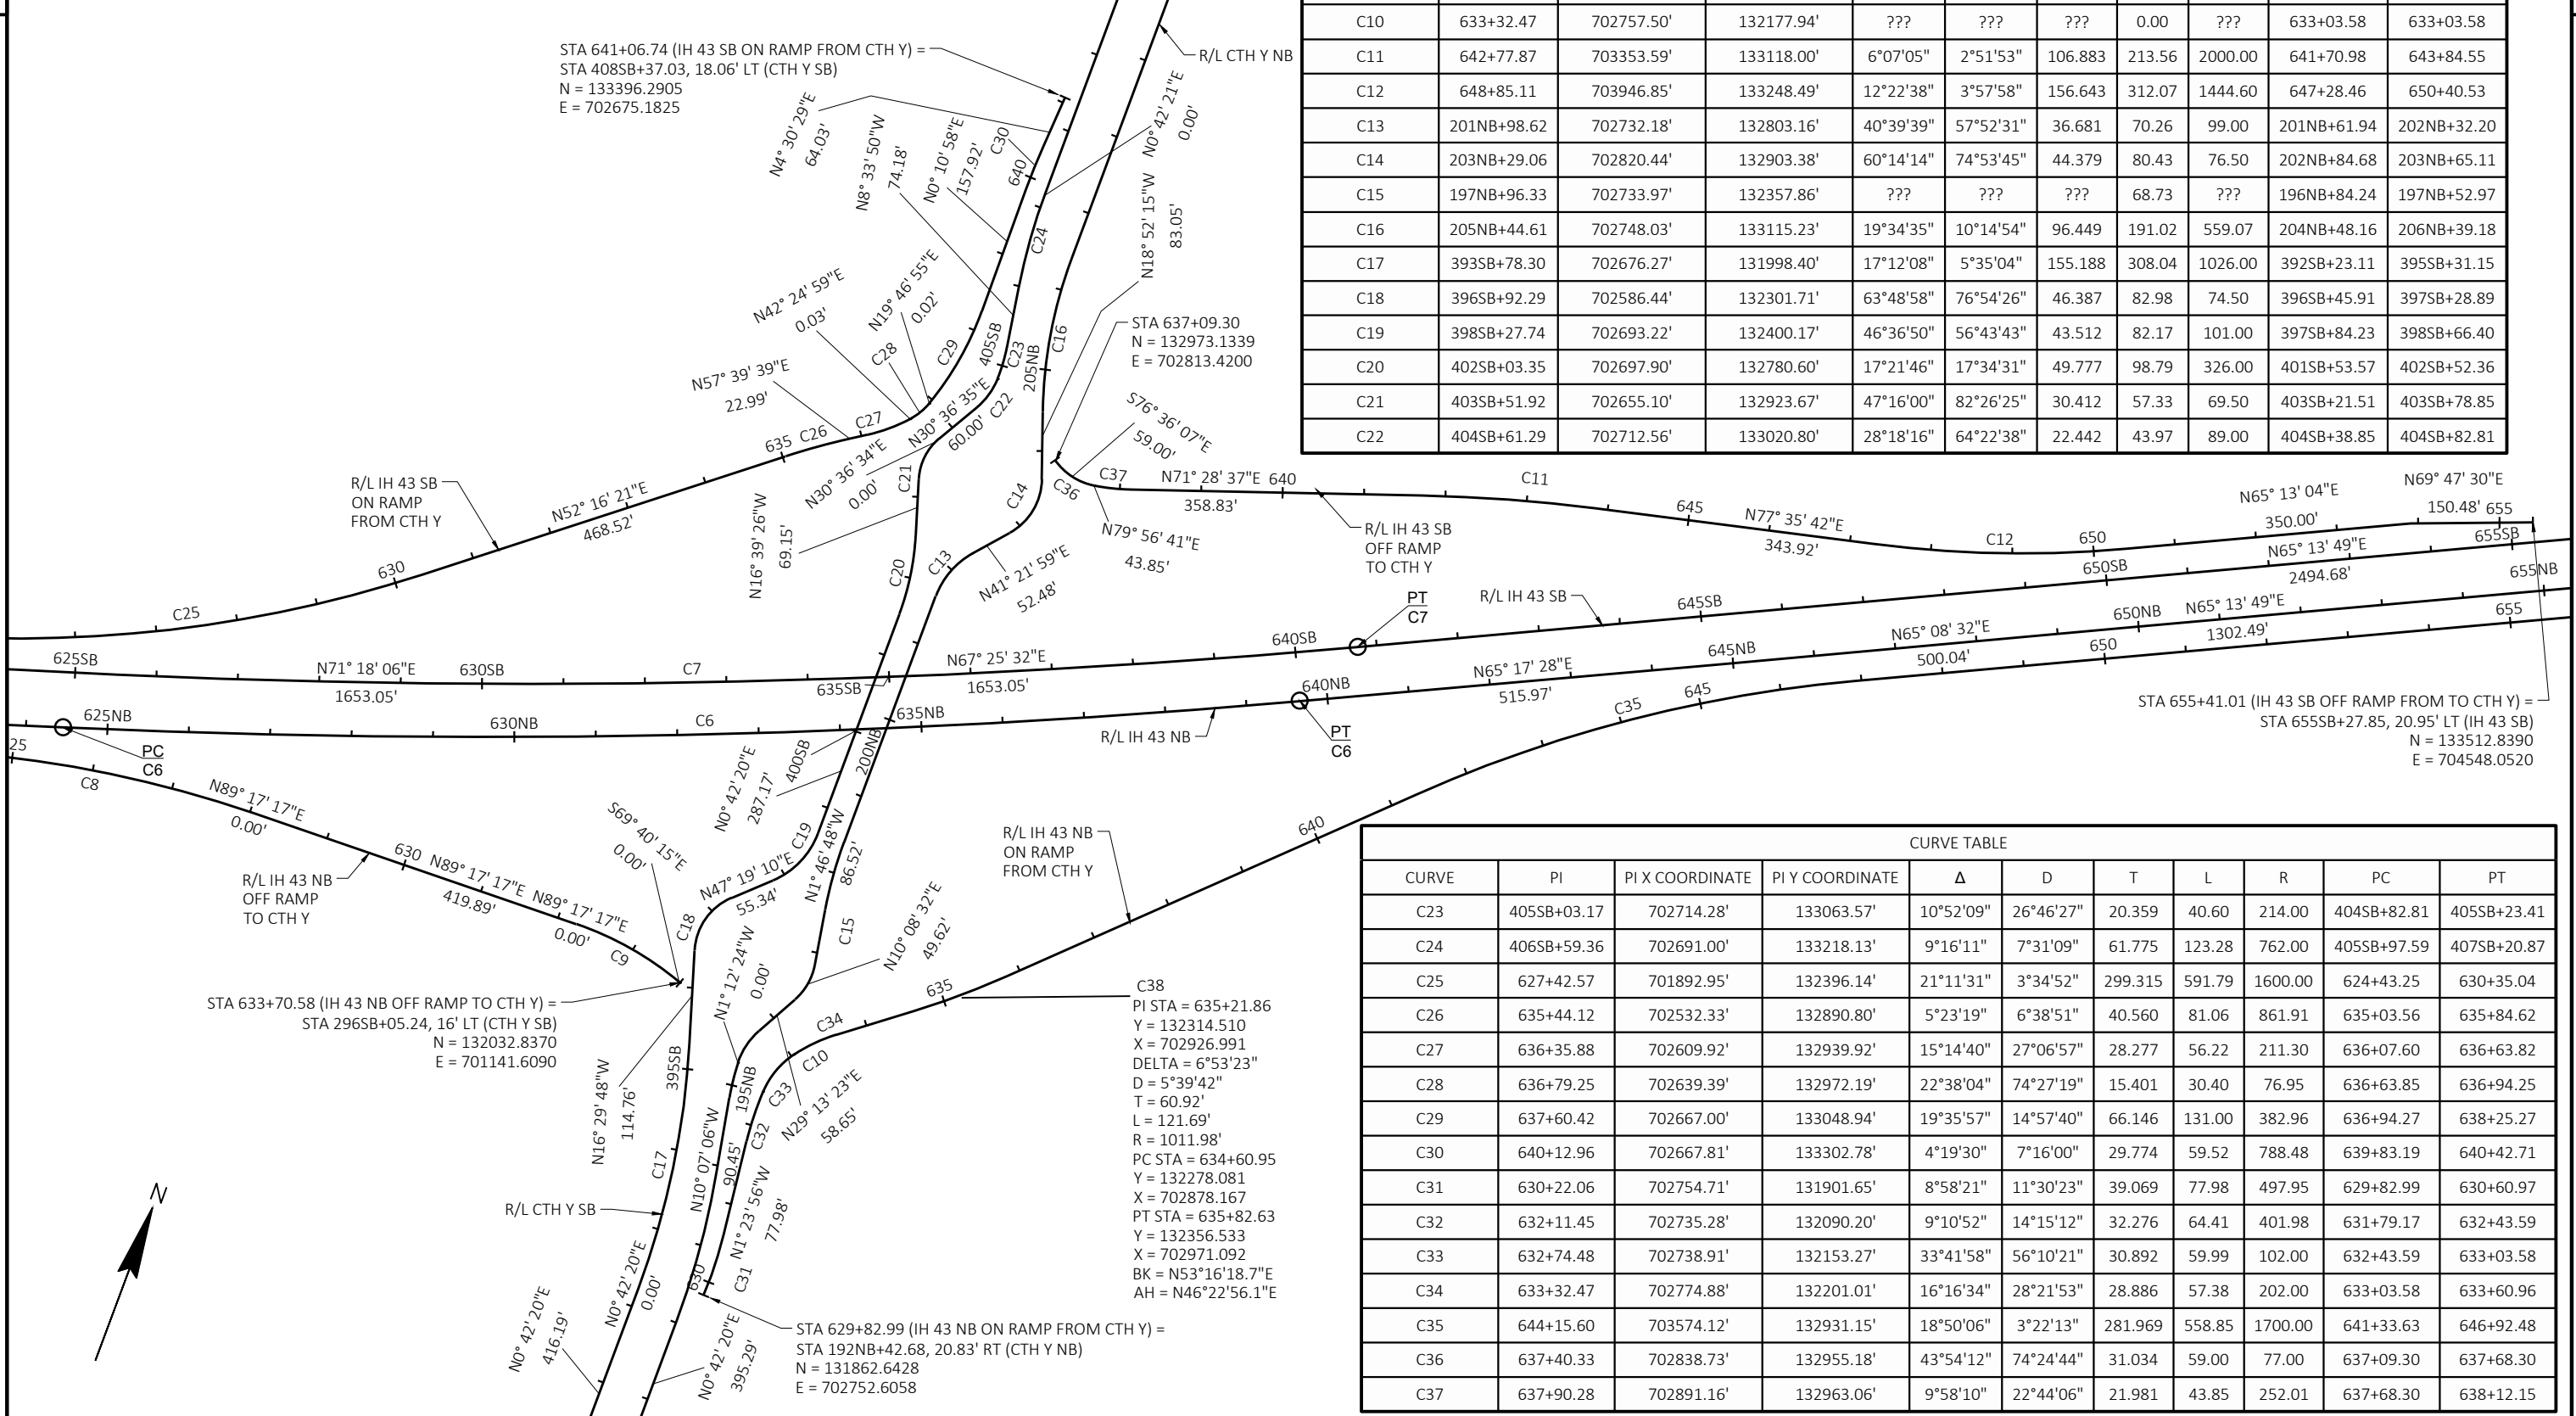 STA 641+06.74 (IH 43 SB ON RAMP FROM CTH Y) =
STA 408SB+37.03, 18.06' LT (CTH Y SB)
N = 133396.2905
E = 702675.1825
R/L CTH Y NB
N4° 30' 29"E
64.03'
N8° 33' 50"W
74.18'
N0° 10' 58"E
157.92'
C30
640
N0° 42' 21"E
0.00'
N18° 52' 15"W
83.05'
C24
N42° 24' 59"E
0.03'
N19° 46' 55"E
0.02'
C28
C29
405SB
C23
205NB
C16
STA 637+09.30
N = 132973.1339
E = 702813.4200
N57° 39' 39"E
22.99'
635
C26
C27
N30° 36' 35"E
60.00'
C22
N30° 36' 34"E
0.00'
C21
C14
S76° 36' 07"E
59.00'
C36
C37
N71° 28' 37"E
358.83'
640
C11
645
N77° 35' 42"E
343.92'
C12
650
N65° 13' 04"E
350.00'
N69° 47' 30"E
150.48'
655
R/L IH 43 SB
ON RAMP
FROM CTH Y
N52° 16' 21"E
468.52'
630
N16° 39' 26"W
69.15'
C20
C13
N41° 21' 59"E
52.48'
N79° 56' 41"E
43.85'
R/L IH 43 SB
OFF RAMP
TO CTH Y
N65° 13' 49"E
2494.68'
655SB
650SB
655NB
C25
PT
C7
R/L IH 43 SB
645SB
625SB
N71° 18' 06"E
1653.05'
630SB
C7
635SB
N67° 25' 32"E
1653.05'
640SB
N65° 17' 28"E
515.97'
645NB
N65° 08' 32"E
500.04'
650NB
N65° 13' 49"E
1302.49'
650
655
25
PC
C6
625NB
630NB
C6
635NB
R/L IH 43 NB
640NB
PT
C6
C35
645
STA 655+41.01 (IH 43 SB OFF RAMP FROM TO CTH Y) =
STA 655SB+27.85, 20.95' LT (IH 43 SB)
N = 133512.8390
E = 704548.0520
C8
N89° 17' 17"E
0.00'
R/L IH 43 NB
OFF RAMP
TO CTH Y
630
N89° 17' 17"E
419.89'
N89° 17' 17"E
0.00'
C9
S69° 40' 15"E
0.00'
N0° 42' 20"E
287.17'
400SB
200NB
C19
N47° 19' 10"E
55.34'
C18
N1° 46' 48"W
86.52'
C15
N10° 08' 32"E
49.62'
R/L IH 43 NB
ON RAMP
FROM CTH Y
640
STA 633+70.58 (IH 43 NB OFF RAMP TO CTH Y) =
STA 296SB+05.24, 16' LT (CTH Y SB)
N = 132032.8370
E = 701141.6090
N1° 12' 24"W
0.00'
635
C34
C10
C33
N29° 13' 23"E
58.65'
195NB
395SB
N16° 29' 48"W
114.76'
C17
N10° 07' 06"W
90.45'
C32
N1° 23' 56"W
77.98'
C31
630
R/L CTH Y SB
N0° 42' 20"E
0.00'
N0° 42' 20"E
416.19'
N0° 42' 20"E
395.29'
N
C38
PI STA = 635+21.86
Y = 132314.510
X = 702926.991
DELTA = 6°53'23"
D = 5°39'42"
T = 60.92'
L = 121.69'
R = 1011.98'
PC STA = 634+60.95
Y = 132278.081
X = 702878.167
PT STA = 635+82.63
Y = 132356.533
X = 702971.092
BK = N53°16'18.7"E
AH = N46°22'56.1"E
STA 629+82.99 (IH 43 NB ON RAMP FROM CTH Y) =
STA 192NB+42.68, 20.83' RT (CTH Y NB)
N = 131862.6428
E = 702752.6058
C10 633+32.47 702757.50' 132177.94' ??? ??? ??? 0.00 ??? 633+03.58 633+03.58
C11 642+77.87 703353.59' 133118.00' 6°07'05" 2°51'53" 106.883 213.56 2000.00 641+70.98 643+84.55
C12 648+85.11 703946.85' 133248.49' 12°22'38" 3°57'58" 156.643 312.07 1444.60 647+28.46 650+40.53
C13 201NB+98.62 702732.18' 132803.16' 40°39'39" 57°52'31" 36.681 70.26 99.00 201NB+61.94 202NB+32.20
C14 203NB+29.06 702820.44' 132903.38' 60°14'14" 74°53'45" 44.379 80.43 76.50 202NB+84.68 203NB+65.11
C15 197NB+96.33 702733.97' 132357.86' ??? ??? ??? 68.73 ??? 196NB+84.24 197NB+52.97
C16 205NB+44.61 702748.03' 133115.23' 19°34'35" 10°14'54" 96.449 191.02 559.07 204NB+48.16 206NB+39.18
C17 393SB+78.30 702676.27' 131998.40' 17°12'08" 5°35'04" 155.188 308.04 1026.00 392SB+23.11 395SB+31.15
C18 396SB+92.29 702586.44' 132301.71' 63°48'58" 76°54'26" 46.387 82.98 74.50 396SB+45.91 397SB+28.89
C19 398SB+27.74 702693.22' 132400.17' 46°36'50" 56°43'43" 43.512 82.17 101.00 397SB+84.23 398SB+66.40
C20 402SB+03.35 702697.90' 132780.60' 17°21'46" 17°34'31" 49.777 98.79 326.00 401SB+53.57 402SB+52.36
C21 403SB+51.92 702655.10' 132923.67' 47°16'00" 82°26'25" 30.412 57.33 69.50 403SB+21.51 403SB+78.85
C22 404SB+61.29 702712.56' 133020.80' 28°18'16" 64°22'38" 22.442 43.97 89.00 404SB+38.85 404SB+82.81
CURVE TABLE
CURVE PI PI X COORDINATE PI Y COORDINATE Δ D T L R PC PT
C23 405SB+03.17 702714.28' 133063.57' 10°52'09" 26°46'27" 20.359 40.60 214.00 404SB+82.81 405SB+23.41
C24 406SB+59.36 702691.00' 133218.13' 9°16'11" 7°31'09" 61.775 123.28 762.00 405SB+97.59 407SB+20.87
C25 627+42.57 701892.95' 132396.14' 21°11'31" 3°34'52" 299.315 591.79 1600.00 624+43.25 630+35.04
C26 635+44.12 702532.33' 132890.80' 5°23'19" 6°38'51" 40.560 81.06 861.91 635+03.56 635+84.62
C27 636+35.88 702609.92' 132939.92' 15°14'40" 27°06'57" 28.277 56.22 211.30 636+07.60 636+63.82
C28 636+79.25 702639.39' 132972.19' 22°38'04" 74°27'19" 15.401 30.40 76.95 636+63.85 636+94.25
C29 637+60.42 702667.00' 133048.94' 19°35'57" 14°57'40" 66.146 131.00 382.96 636+94.27 638+25.27
C30 640+12.96 702667.81' 133302.78' 4°19'30" 7°16'00" 29.774 59.52 788.48 639+83.19 640+42.71
C31 630+22.06 702754.71' 131901.65' 8°58'21" 11°30'23" 39.069 77.98 497.95 629+82.99 630+60.97
C32 632+11.45 702735.28' 132090.20' 9°10'52" 14°15'12" 32.276 64.41 401.98 631+79.17 632+43.59
C33 632+74.48 702738.91' 132153.27' 33°41'58" 56°10'21" 30.892 59.99 102.00 632+43.59 633+03.58
C34 633+32.47 702774.88' 132201.01' 16°16'34" 28°21'53" 28.886 57.38 202.00 633+03.58 633+60.96
C35 644+15.60 703574.12' 132931.15' 18°50'06" 3°22'13" 281.969 558.85 1700.00 641+33.63 646+92.48
C36 637+40.33 702838.73' 132955.18' 43°54'12" 74°24'44" 31.034 59.00 77.00 637+09.30 637+68.30
C37 637+90.28 702891.16' 132963.06' 9°58'10" 22°44'06" 21.981 43.85 252.01 637+68.30 638+12.15